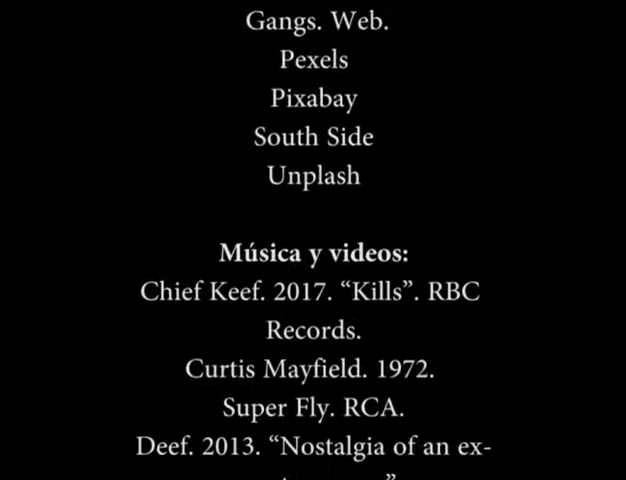 Gangs. Web.
Pexels
Pixabay
South Side
Unplash
Música y videos:
Chief Keef. 2017. “Kills”. RBC
Records.
Curtis Mayfield. 1972.
Super Fly. RCA.
Deef. 2013. “Nostalgia of an ex-